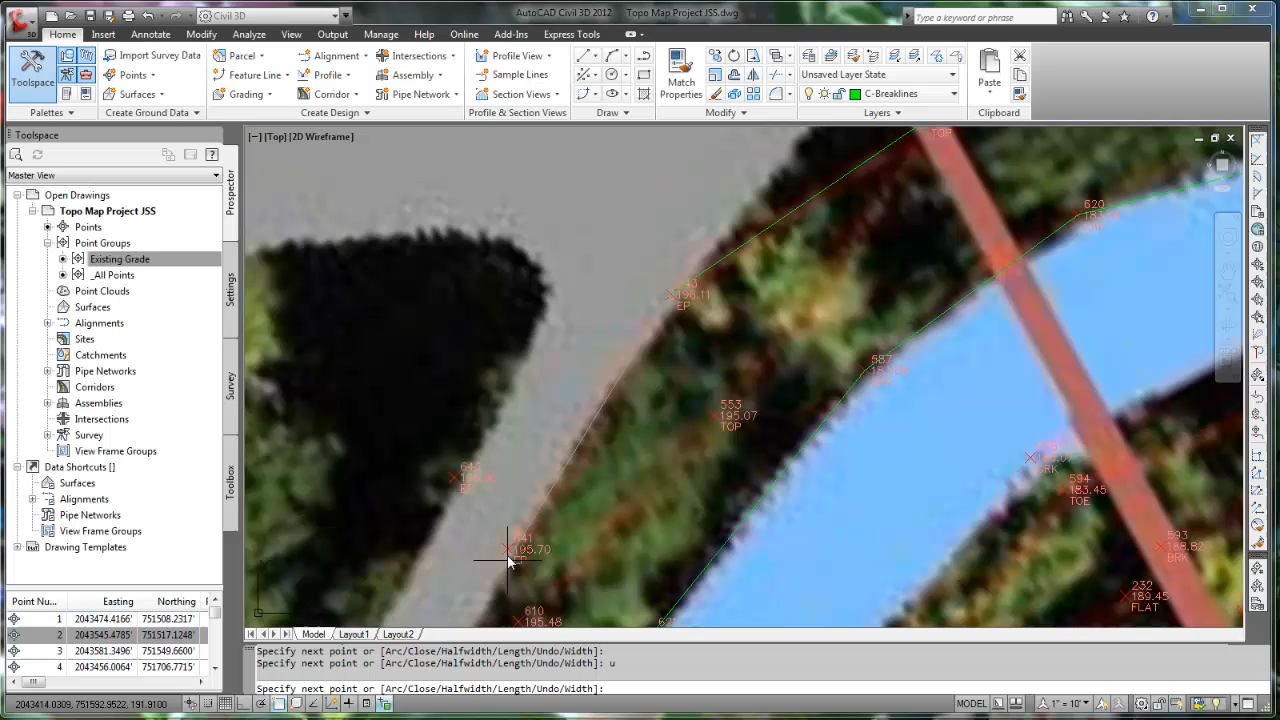 3D
Civil 3D
AutoCAD Civil 3D 2012 Topo Map Project JSS.dwg
Type a keyword or phrase
Home Insert Annotate Modify Analyze View Output Manage Help Online Add-Ins Express Tools
Toolspace
Import Survey Data
Points
Surfaces
Parcel
Feature Line
Grading
Alignment
Profile
Corridor
Intersections
Assembly
Pipe Network
Profile View
Sample Lines
Section Views
Match Properties
Unsaved Layer State
C-Breaklines
Paste
Palettes Create Ground Data Create Design Profile & Section Views Draw Modify Layers Clipboard
Toolspace
Master View
Open Drawings
Topo Map Project JSS
Points
Point Groups
Existing Grade
_All Points
Point Clouds
Surfaces
Alignments
Sites
Catchments
Pipe Networks
Corridors
Assemblies
Intersections
Survey
View Frame Groups
Data Shortcuts []
Surfaces
Alignments
Pipe Networks
View Frame Groups
Drawing Templates
Prospector
Settings
Survey
Toolbox
Point Nu... Easting Northing
1 2043474.4166' 751508.2317'
2 2043545.4785' 751517.1248'
3 2043581.3496' 751549.6600'
4 2043456.0064' 751706.7715'
[−] [Top] [2D Wireframe]
TOP
620
196.11
EP
587
553
195.07
TOP
BRK
594
183.45
TOE
593
188.82
BRK
232
189.45
FLAT
195.70
610
195.48
Model Layout1 Layout2
Specify next point or [Arc/Close/Halfwidth/Length/Undo/Width]:
Specify next point or [Arc/Close/Halfwidth/Length/Undo/Width]: u
Specify next point or [Arc/Close/Halfwidth/Length/Undo/Width]:
2043414.0309, 751592.9522, 191.9100
MODEL
1" = 10'